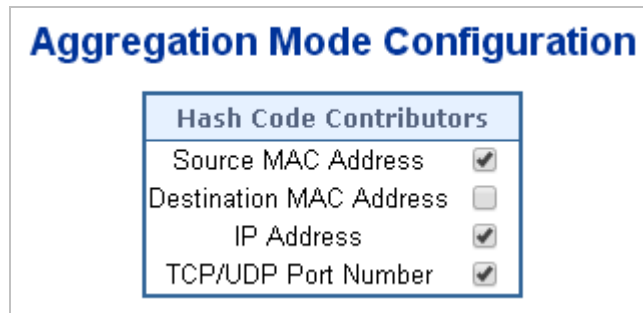 Aggregation Mode Configuration
Hash Code Contributors
Source MAC Address
Destination MAC Address
IP Address
TCP/UDP Port Number